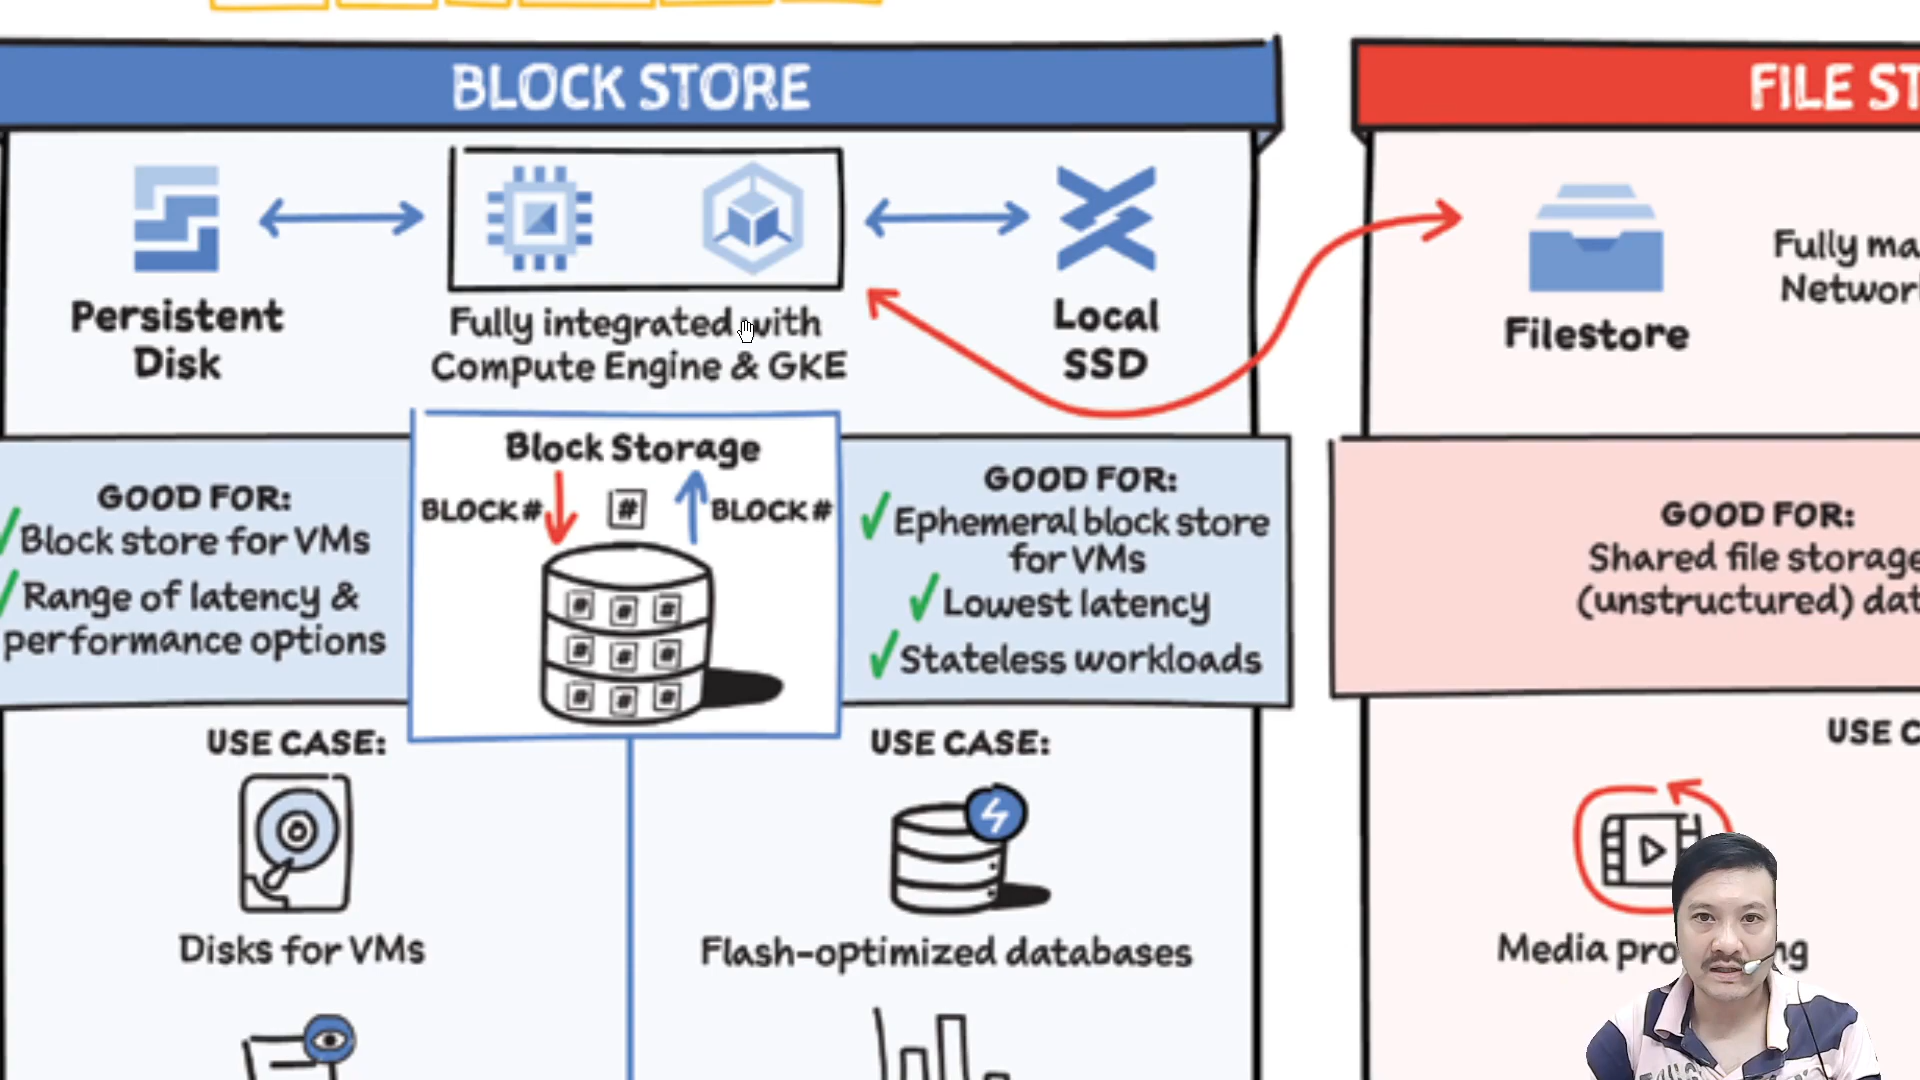 BLOCK STORE
Persistent
Disk
Fully integrated with
Compute Engine & GKE
Local
SSD
GOOD FOR:
Block store for VMs
Range of latency &
performance options
Block Storage
BLOCK#
#
BLOCK#
# # #
# # #
# # #
GOOD FOR:
Ephemeral block store
for VMs
Lowest latency
Stateless workloads
USE CASE:
Disks for VMs
USE CASE:
Flash-optimized databases
FILE ST
Filestore
Fully ma
Networ
GOOD FOR:
Shared file storage
(unstructured) dat
USE C
Media pro ng